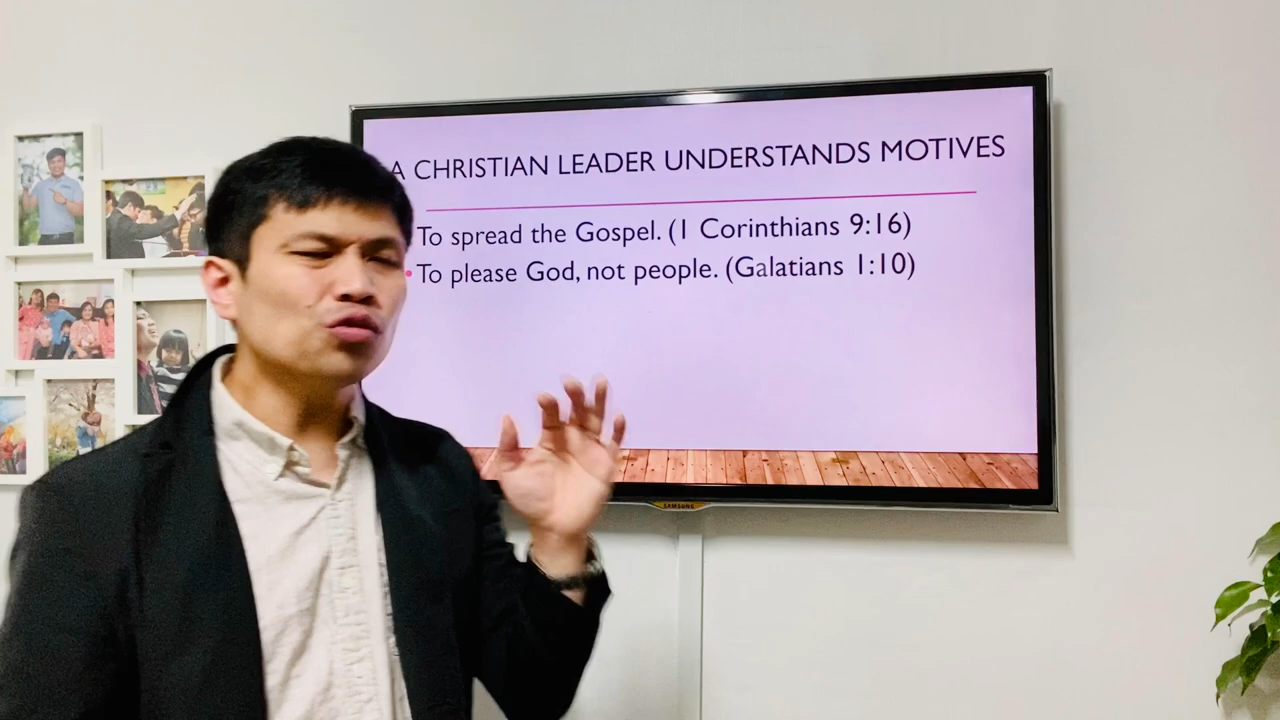 A CHRISTIAN LEADER UNDERSTANDS MOTIVES
To spread the Gospel. (1 Corinthians 9:16)
• To please God, not people. (Galatians 1:10)
SAMSUNG